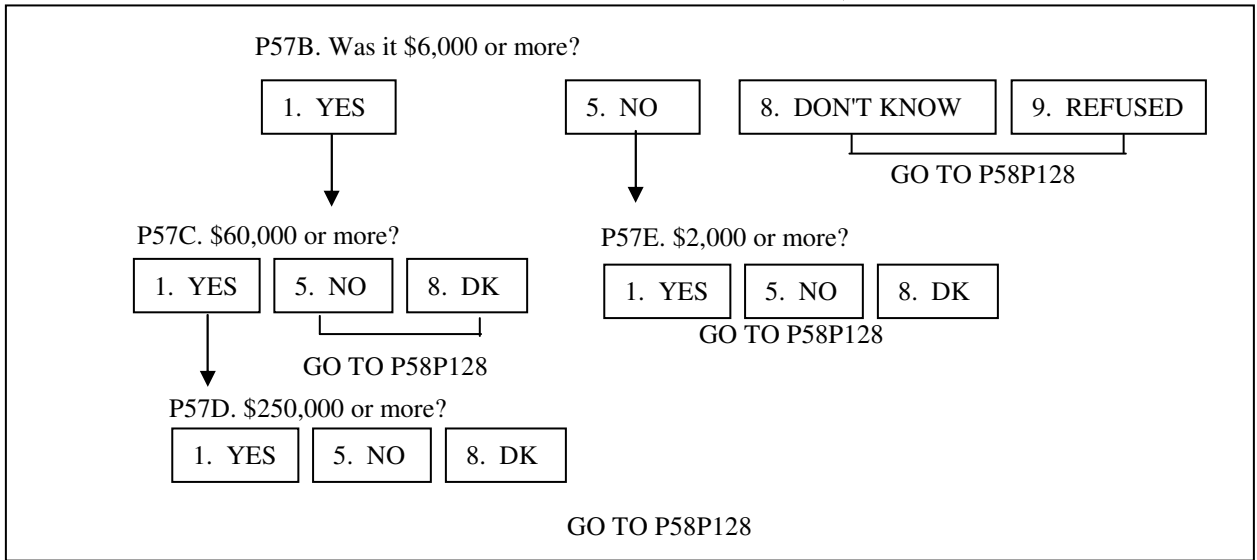 P57B. Was it $6,000 or more?
1. YES 5. NO 8. DON'T KNOW 9. REFUSED
GO TO P58P128
P57C. $60,000 or more? P57E. $2,000 or more?
1. YES 5. NO 8. DK 1. YES 5. NO 8. DK
GO TO P58P128
GO TO P58P128
P57D. $250,000 or more?
1. YES 5. NO 8. DK
GO TO P58P128